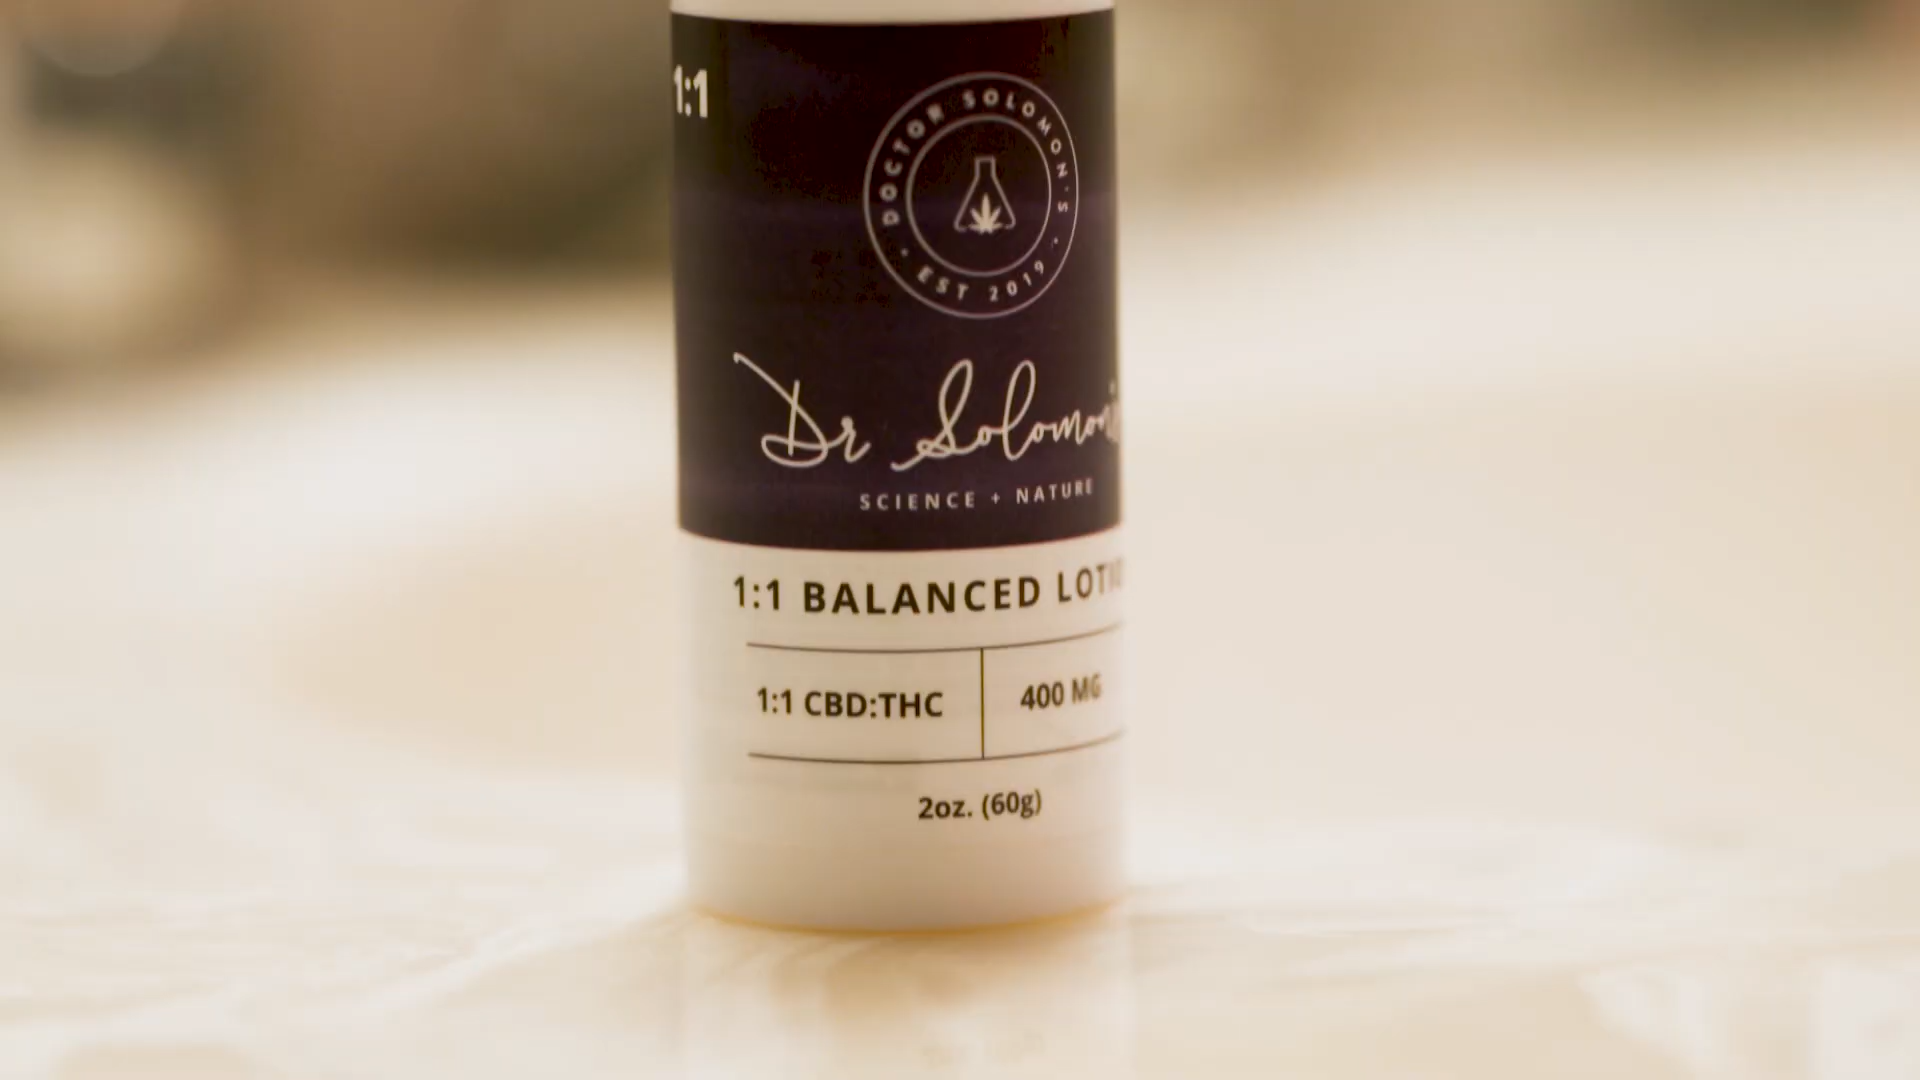 1:1
DOCTOR SOLOMON'S
EST 2019
Dr Solomon's
SCIENCE + NATURE
1:1 BALANCED LOTIO
1:1 CBD:THC
400 MG
2oz. (60g)